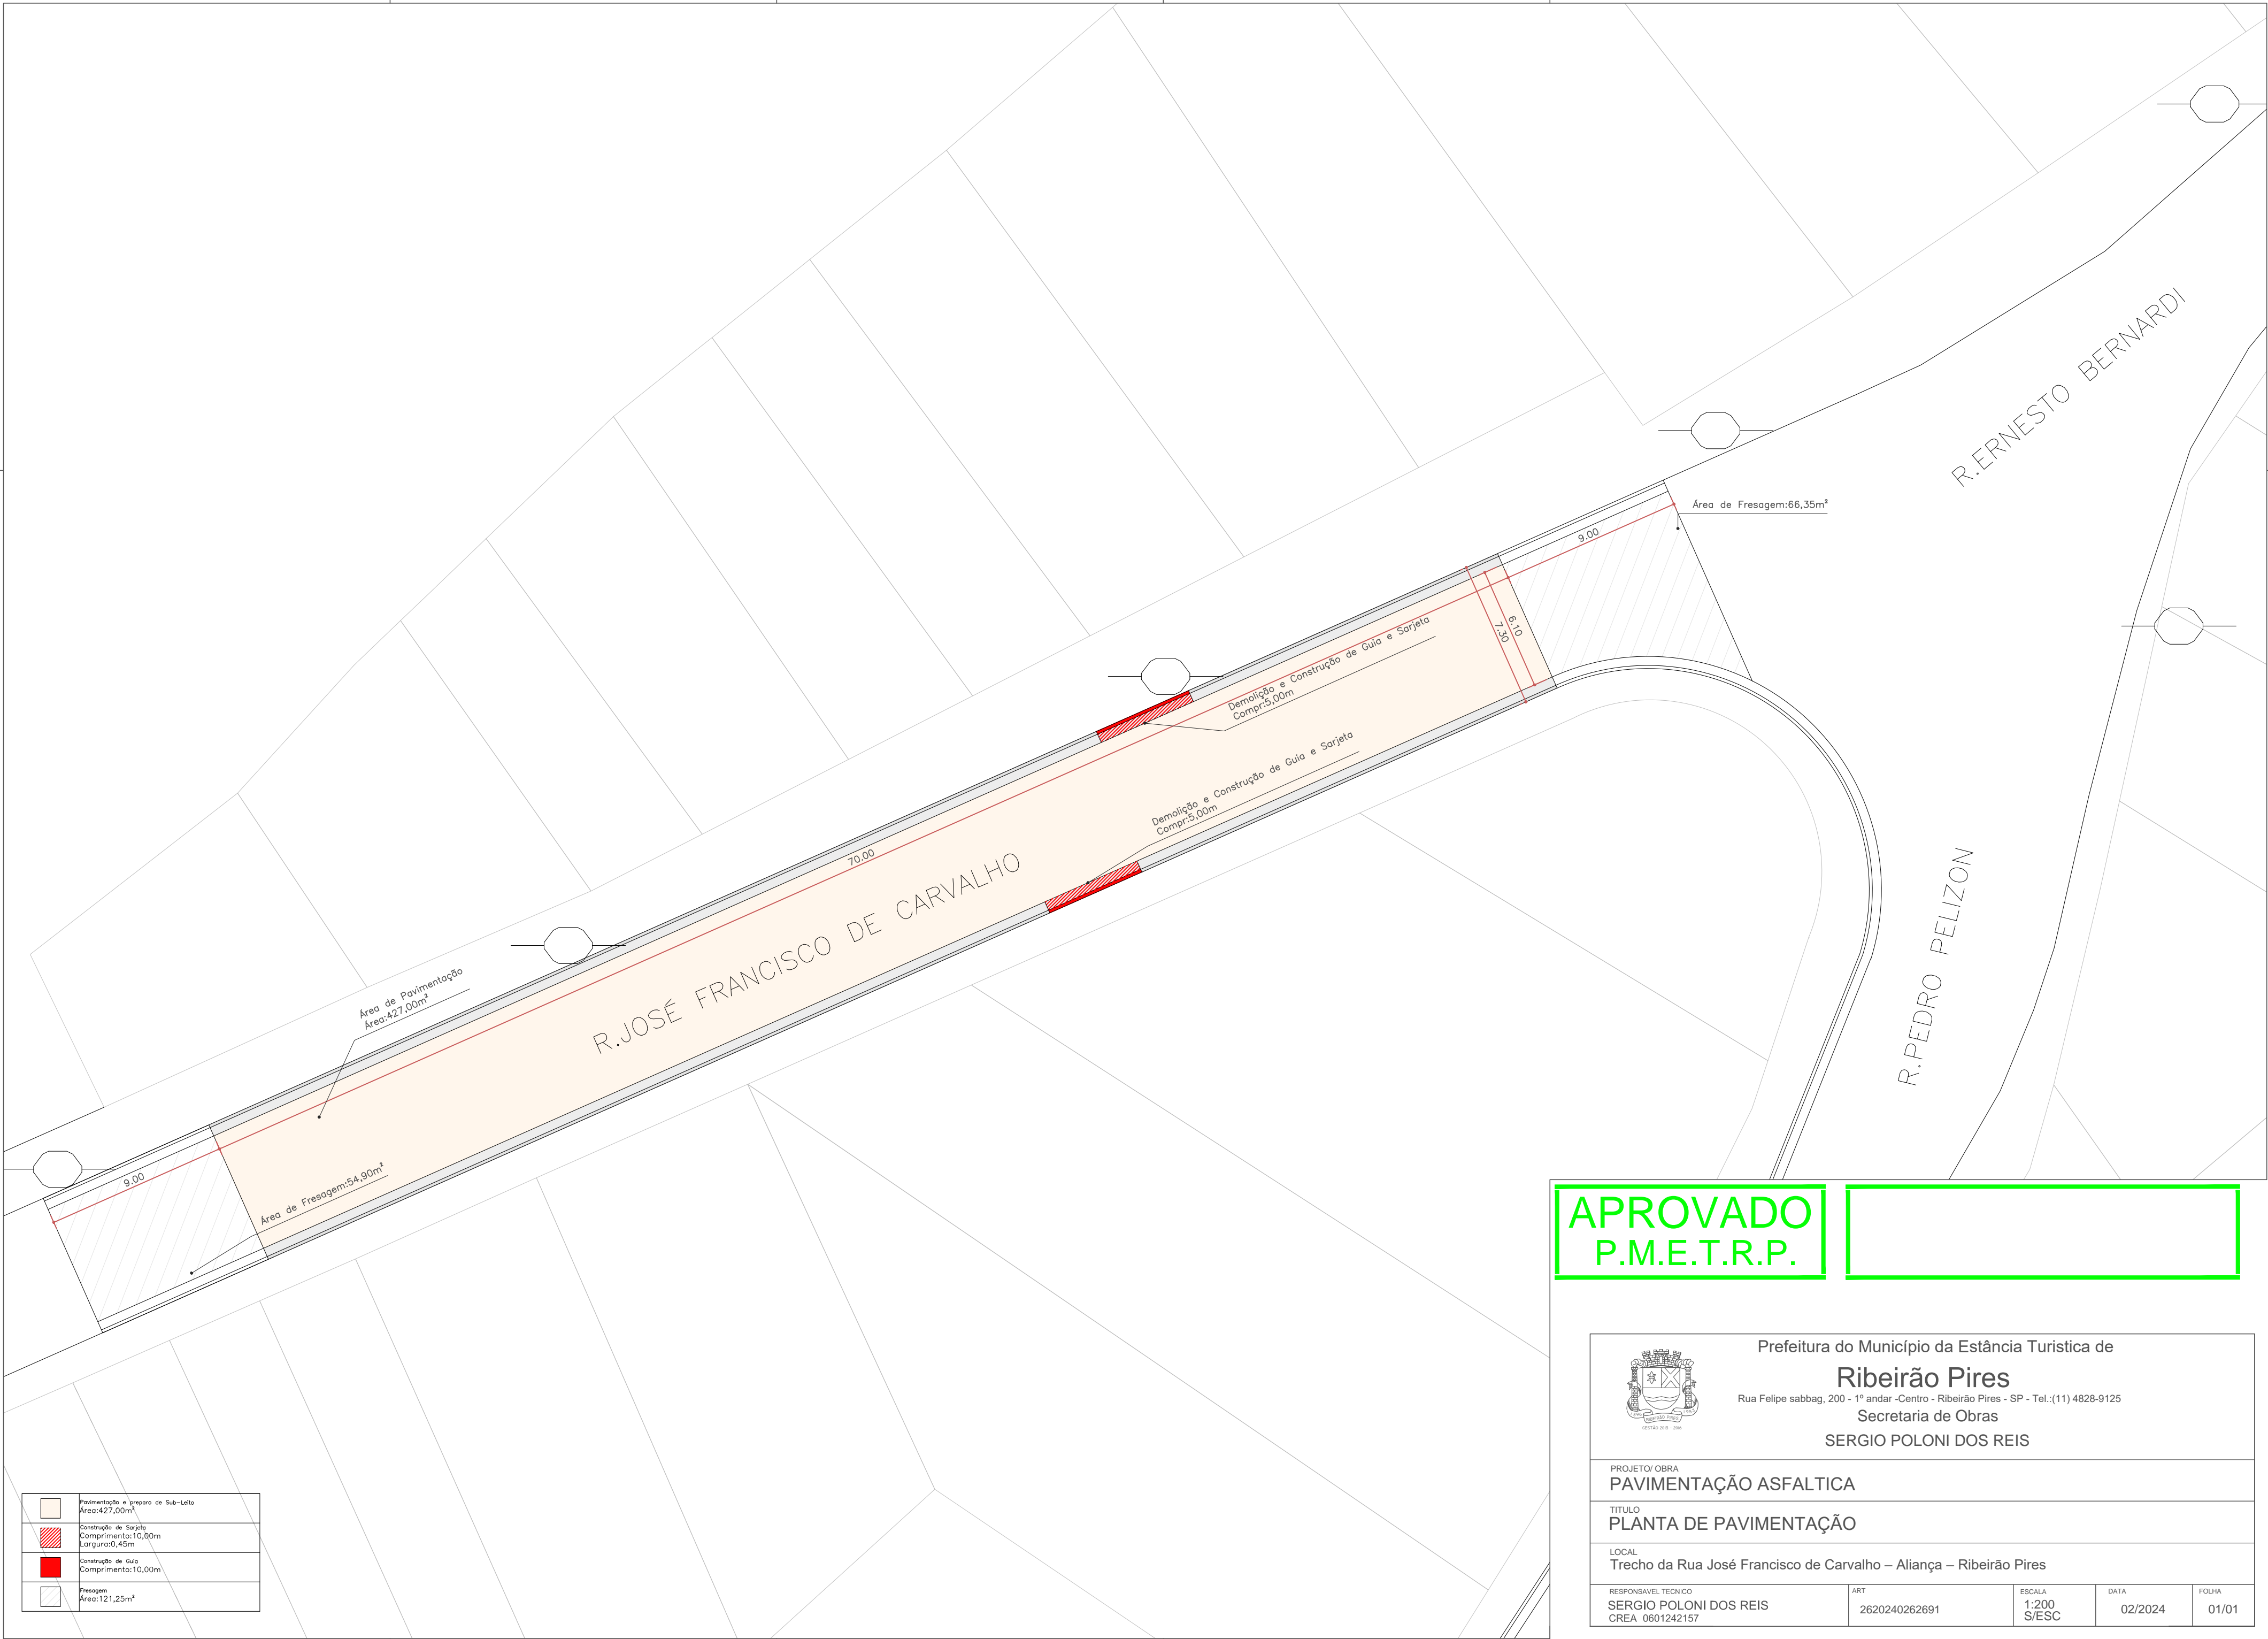 R.ERNESTO BERNARDI
Área de Fresagem:66,35m²
9.00
6.10
7.30
Demolição e Construção de Guia e Sarjeta
Compr:5,00m
Demolição e Construção de Guia e Sarjeta
Compr:5,00m
70.00
R.JOSÉ FRANCISCO DE CARVALHO
R.PEDRO PELIZON
Área de Pavimentação
Área:427,00m²
9.00
Área de Fresagem:54,90m²
APROVADO
P.M.E.T.R.P.
Prefeitura do Município da Estância Turistica de
Ribeirão Pires
Rua Felipe sabbag, 200 - 1º andar -Centro - Ribeirão Pires - SP - Tel.:(11) 4828-9125
Secretaria de Obras
SERGIO POLONI DOS REIS
RIBEIRÃO PIRES
PROJETO/ OBRA
PAVIMENTAÇÃO ASFALTICA
TITULO
PLANTA DE PAVIMENTAÇÃO
LOCAL
Trecho da Rua José Francisco de Carvalho – Aliança – Ribeirão Pires
RESPONSAVEL TECNICO
SERGIO POLONI DOS REIS
CREA 0601242157
ART
2620240262691
ESCALA
1:200
S/ESC
DATA
02/2024
FOLHA
01/01
Pavimentação e preparo de Sub-Leito
Área:427,00m²
Construção de Sarjeta
Comprimento:10,00m
Largura:0,45m
Construção de Guia
Comprimento:10,00m
Fresagem
Área:121,25m²